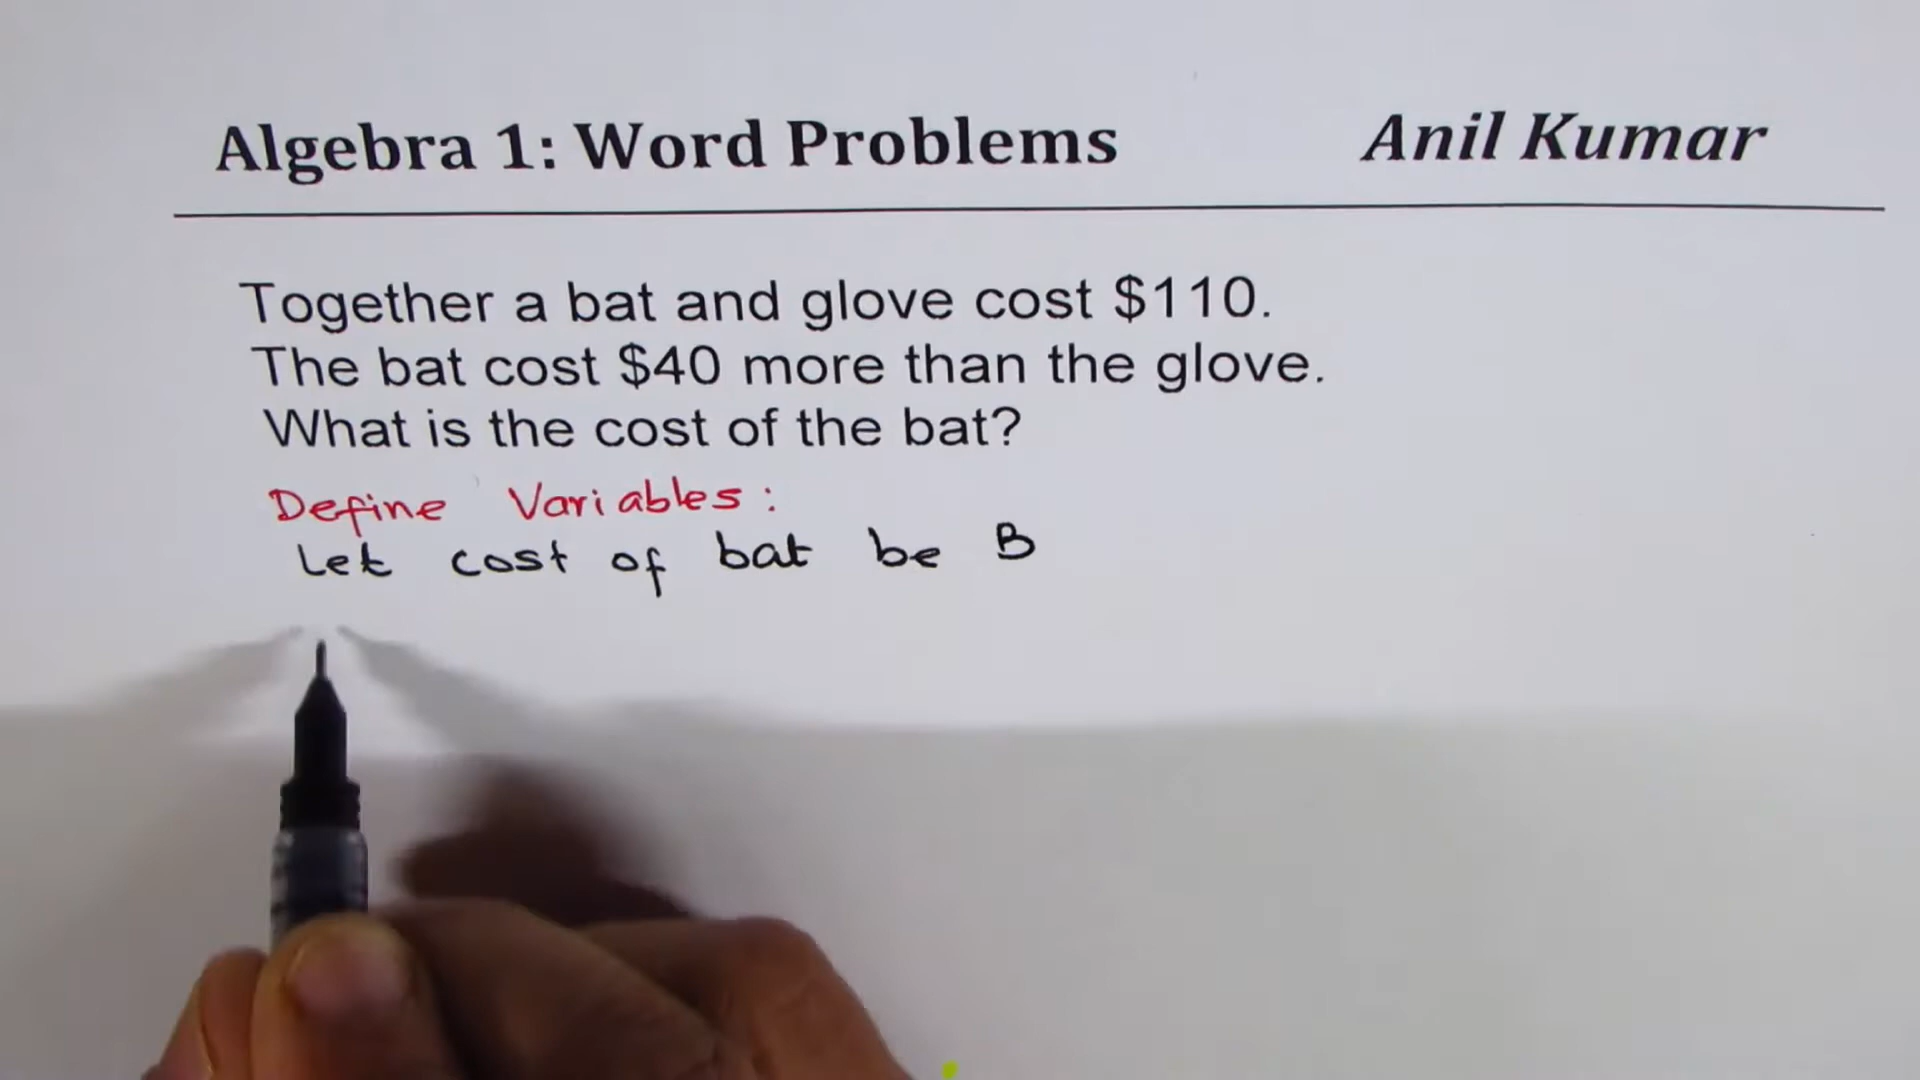 Algebra 1: Word Problems Anil Kumar
Together a bat and glove cost $110.
The bat cost $40 more than the glove.
What is the cost of the bat?
Define Variables:
Let cost of bat be B